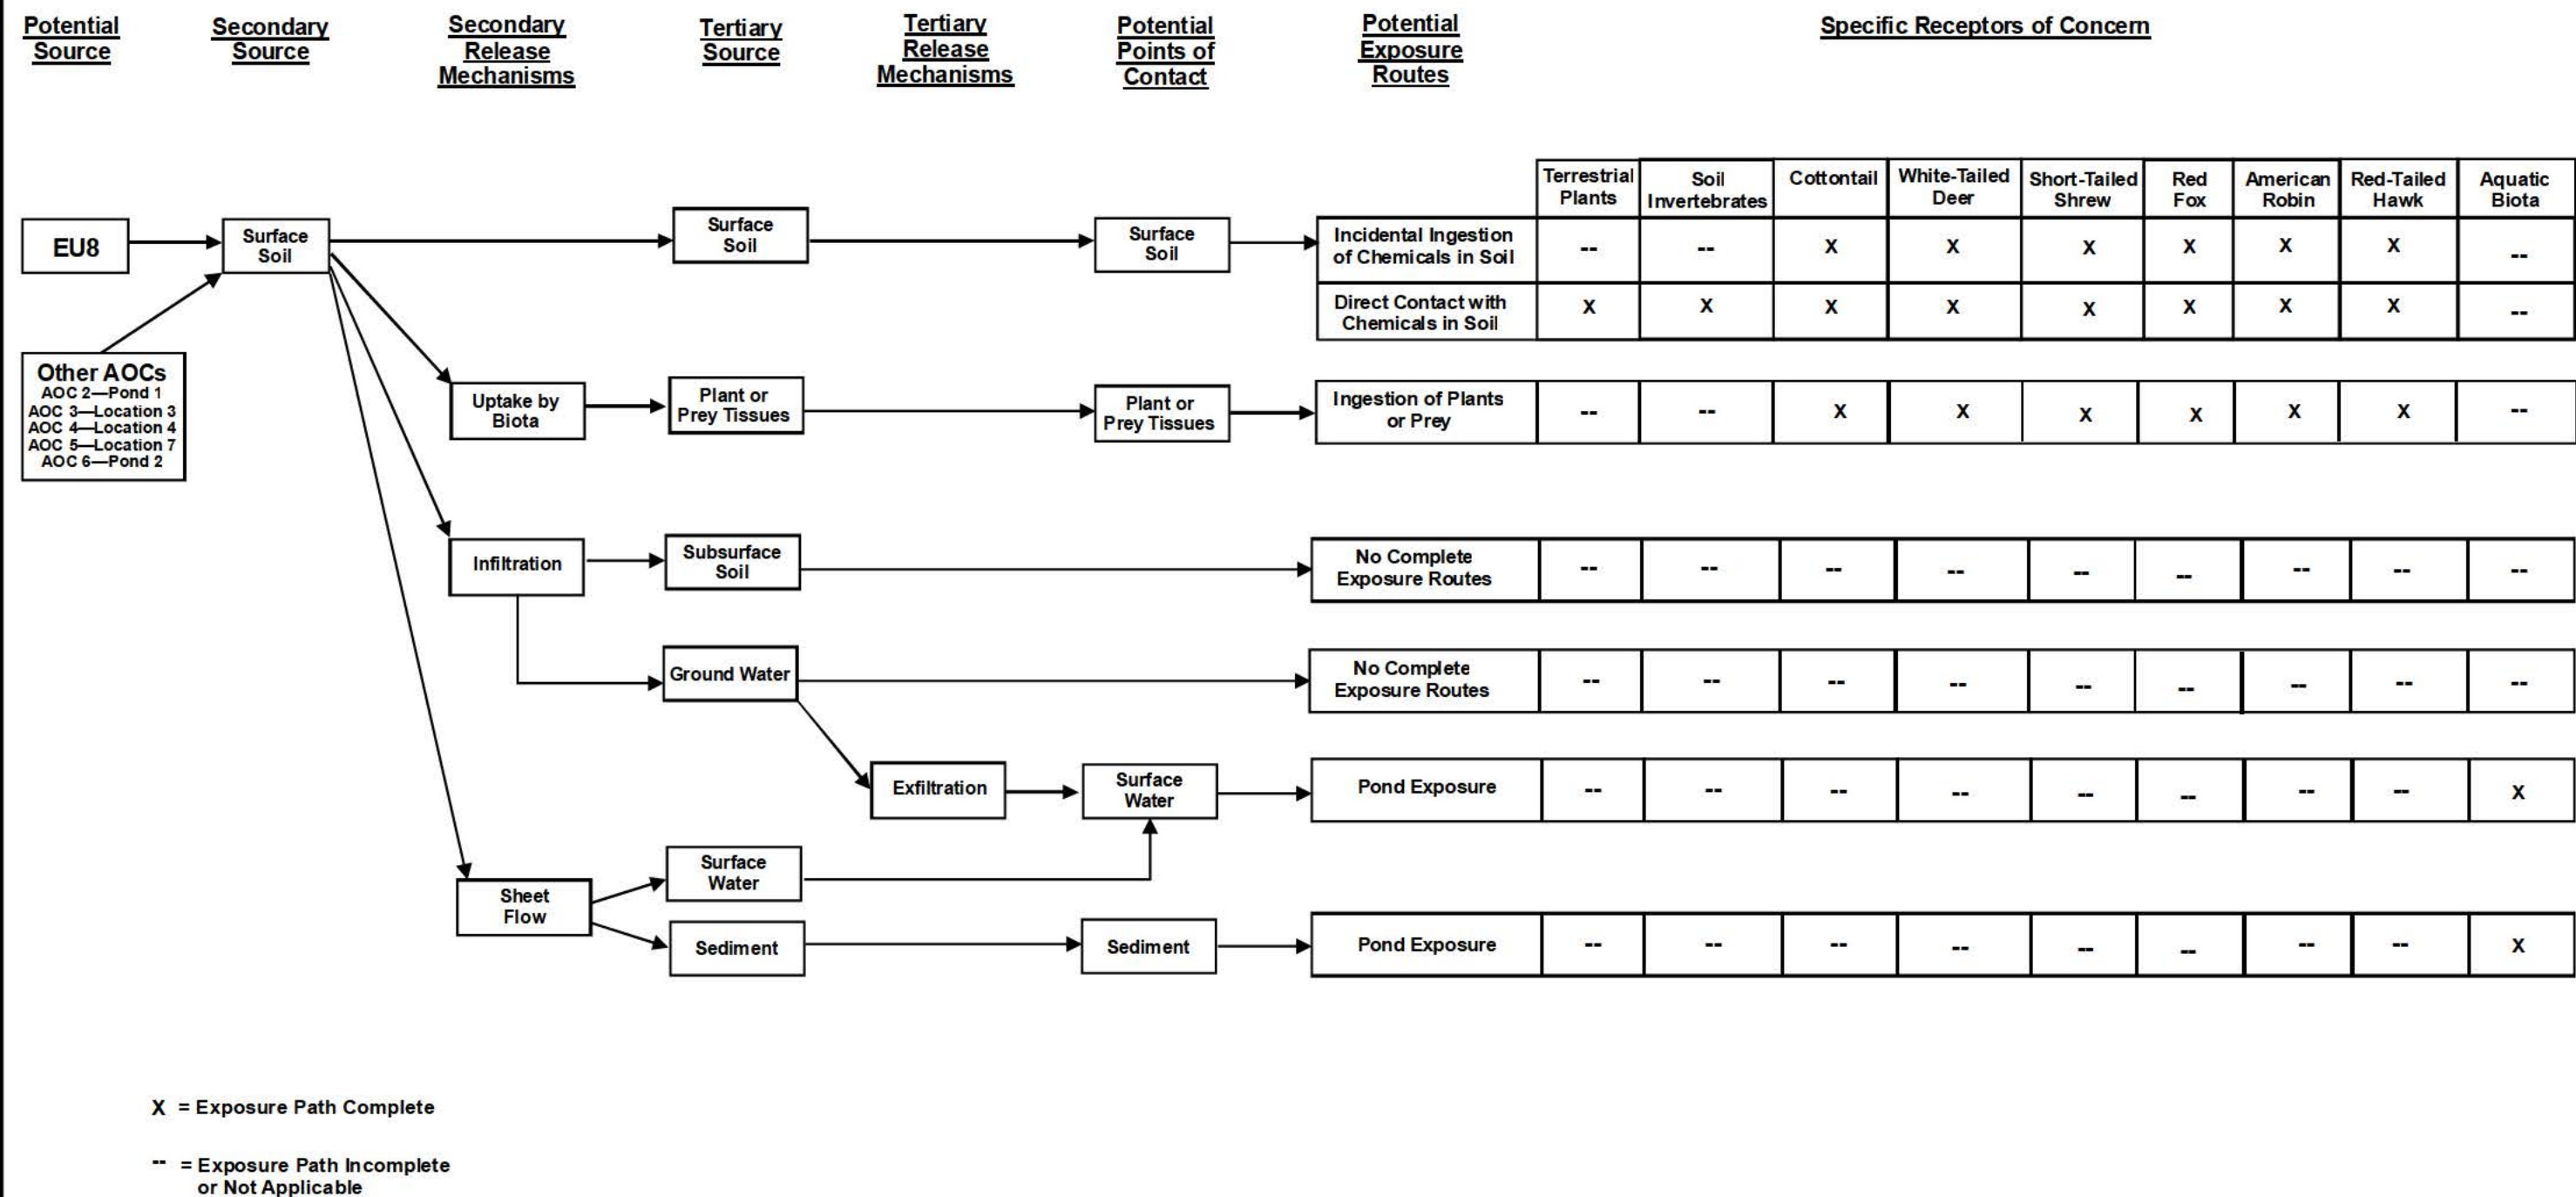 Potential
Source
Secondary
Source
Secondary
Release
Mechanisms
Tertiary
Source
Tertiary
Release
Mechanisms
Potential
Points of
Contact
Potential
Exposure
Routes
Specific Receptors of Concern
Terrestrial
Plants
Soil
Invertebrates
Cottontail
White-Tailed
Deer
Short-Tailed
Shrew
Red
Fox
American
Robin
Red-Tailed
Hawk
Aquatic
Biota
EU8
Surface
Soil
Surface
Soil
Surface
Soil
Incidental Ingestion
of Chemicals in Soil
-- -- X X X X X X --
Direct Contact with
Chemicals in Soil
X X X X X X X X --
Other AOCs
AOC 2—Pond 1
AOC 3—Location 3
AOC 4—Location 4
AOC 5—Location 7
AOC 6—Pond 2
Uptake by
Biota
Plant or
Prey Tissues
Plant or
Prey Tissues
Ingestion of Plants
or Prey
-- -- X X X X X X --
Infiltration
Subsurface
Soil
No Complete
Exposure Routes
-- -- -- -- -- -- -- -- --
Ground Water
No Complete
Exposure Routes
-- -- -- -- -- -- -- -- --
Exfiltration
Surface
Water
Pond Exposure
-- -- -- -- -- -- -- -- X
Sheet
Flow
Surface
Water
Sediment
Sediment
Pond Exposure
-- -- -- -- -- -- -- -- X
X = Exposure Path Complete
-- = Exposure Path Incomplete
or Not Applicable